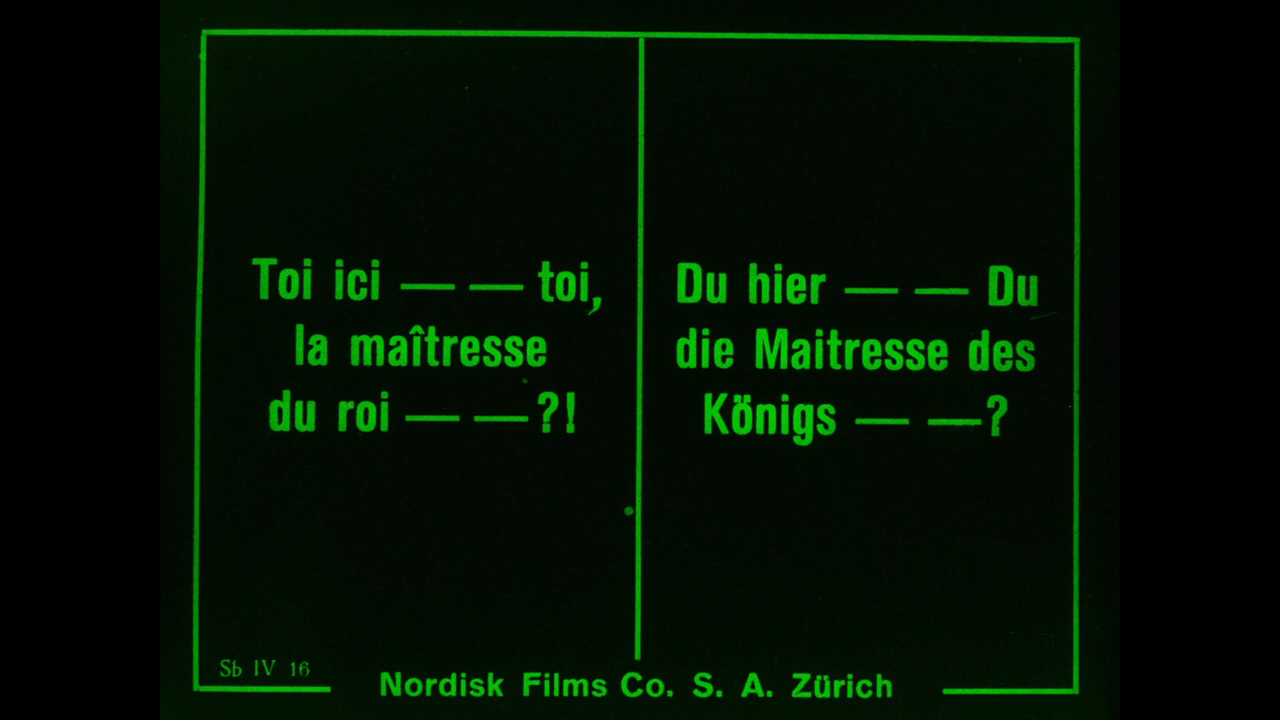 Toi ici — — toi,
la maîtresse
du roi — —?!
Du hier — — Du
die Maitresse des
Königs — —?
Sb IV 16
Nordisk Films Co. S. A. Zürich